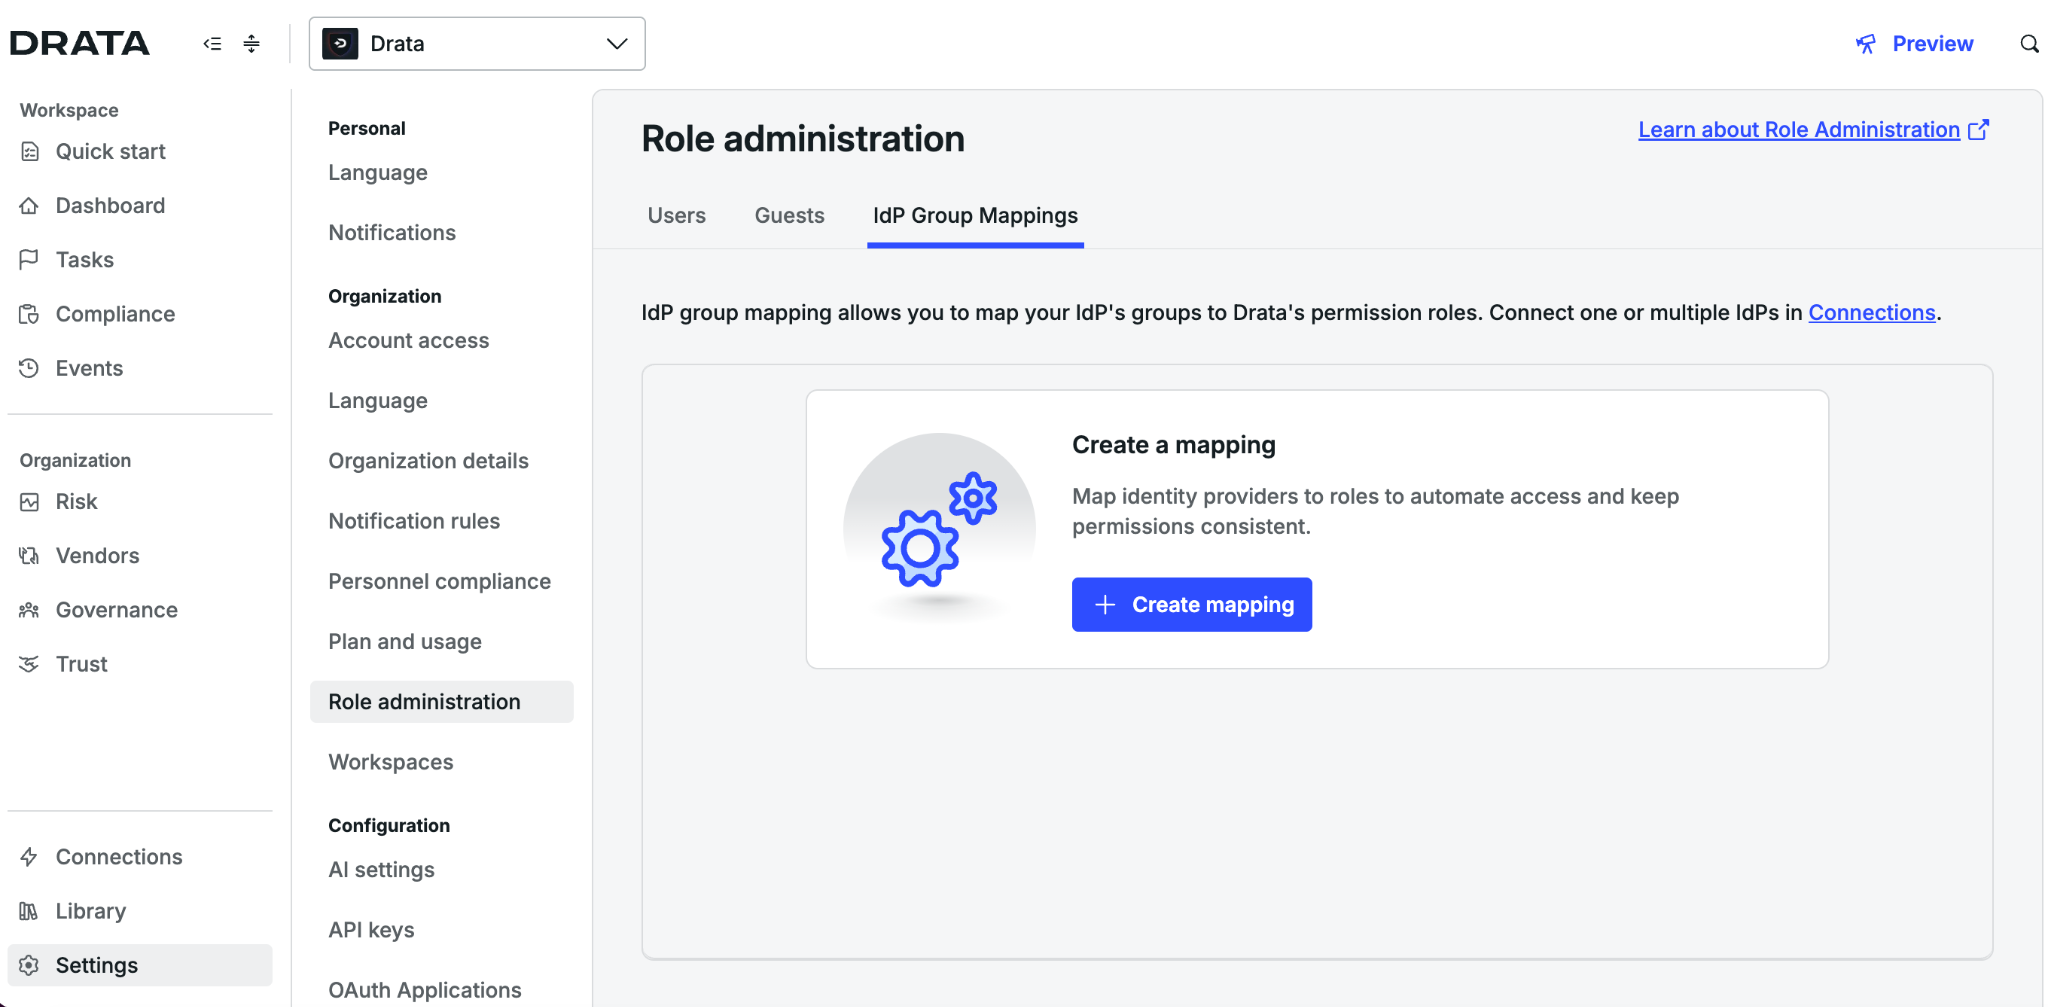 DRATA
Drata
Preview
Workspace
Quick start
Dashboard
Tasks
Compliance
Events
Organization
Risk
Vendors
Governance
Trust
Connections
Library
Settings
Personal
Language
Notifications
Organization
Account access
Language
Organization details
Notification rules
Personnel compliance
Plan and usage
Role administration
Workspaces
Configuration
AI settings
API keys
OAuth Applications
Role administration
Learn about Role Administration
Users
Guests
IdP Group Mappings
IdP group mapping allows you to map your IdP's groups to Drata's permission roles. Connect one or multiple IdPs in Connections.
Create a mapping
Map identity providers to roles to automate access and keep
permissions consistent.
Create mapping